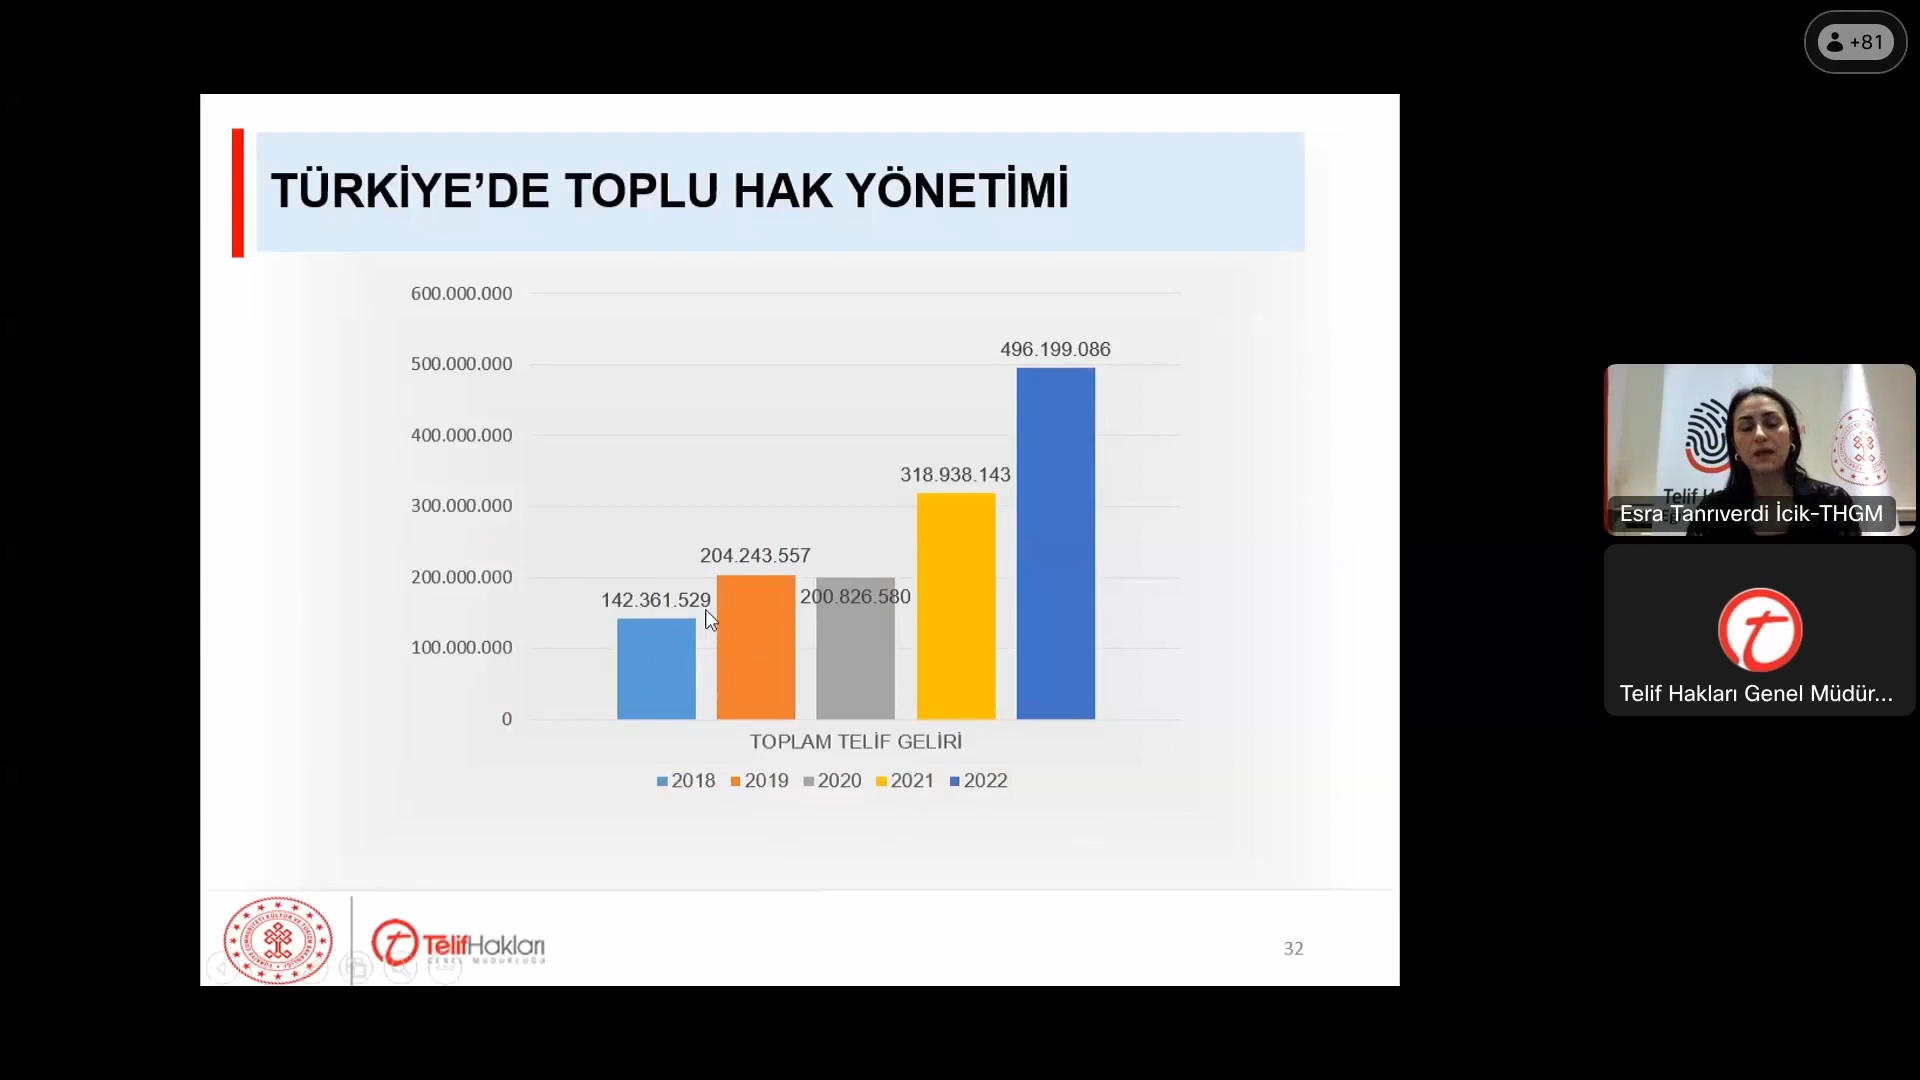 +81
TÜRKİYE’DE TOPLU HAK YÖNETİMİ
600.000.000
500.000.000
400.000.000
300.000.000
200.000.000
100.000.000
0
142.361.529
204.243.557
200.826.580
318.938.143
496.199.086
TOPLAM TELİF GELİRİ
2018 2019 2020 2021 2022
TelifHakları
GENEL MÜDÜRLÜĞÜ
32
Telif H
Esra Tanrıverdi İcik-THGM
Telif Hakları Genel Müdür...